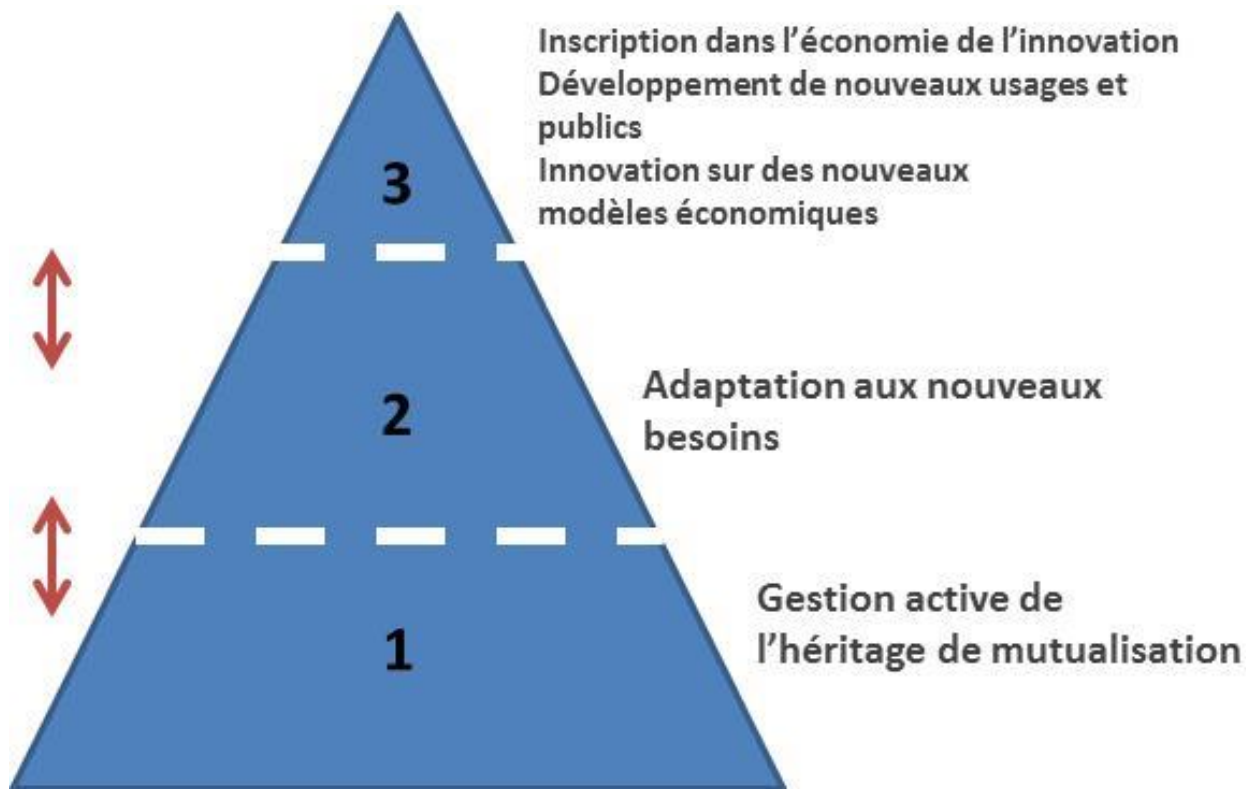 Inscription dans l’économie de l’innovation
Développement de nouveaux usages et
publics
Innovation sur des nouveaux
modèles économiques
3
2
Adaptation aux nouveaux
besoins
1
Gestion active de
l’héritage de mutualisation